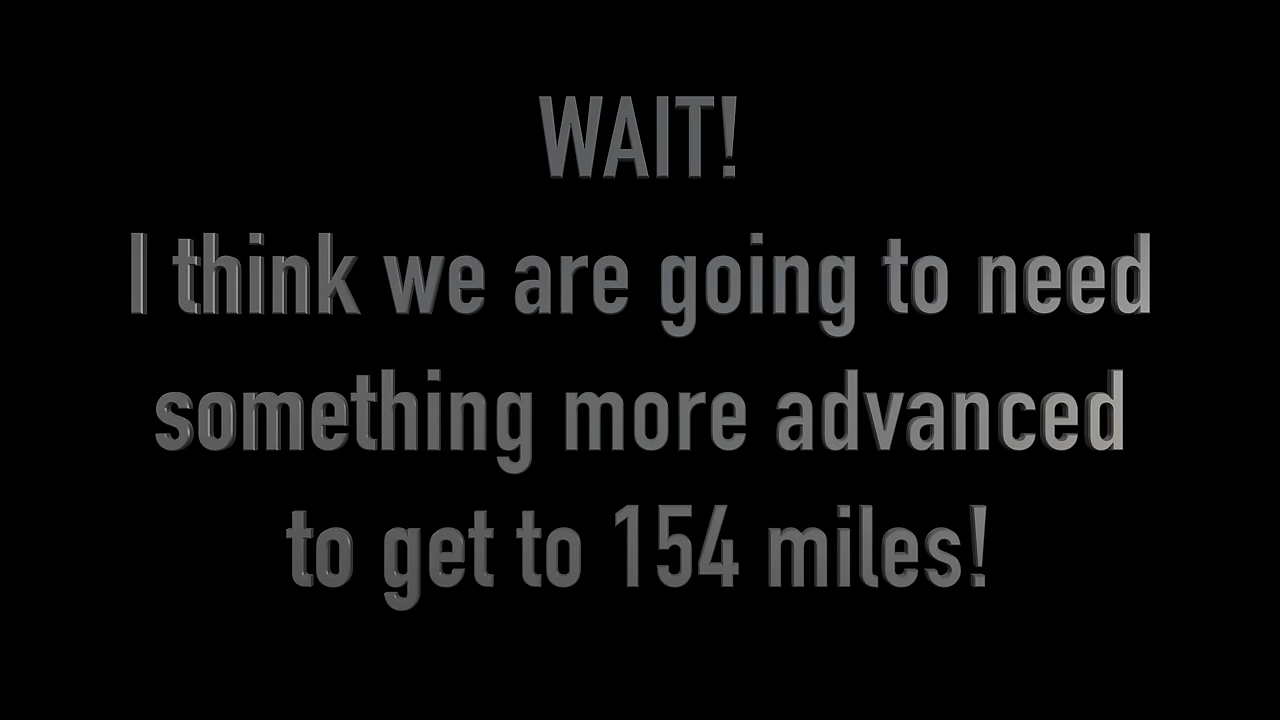 WAIT!
I think we are going to need
something more advanced
to get to 154 miles!